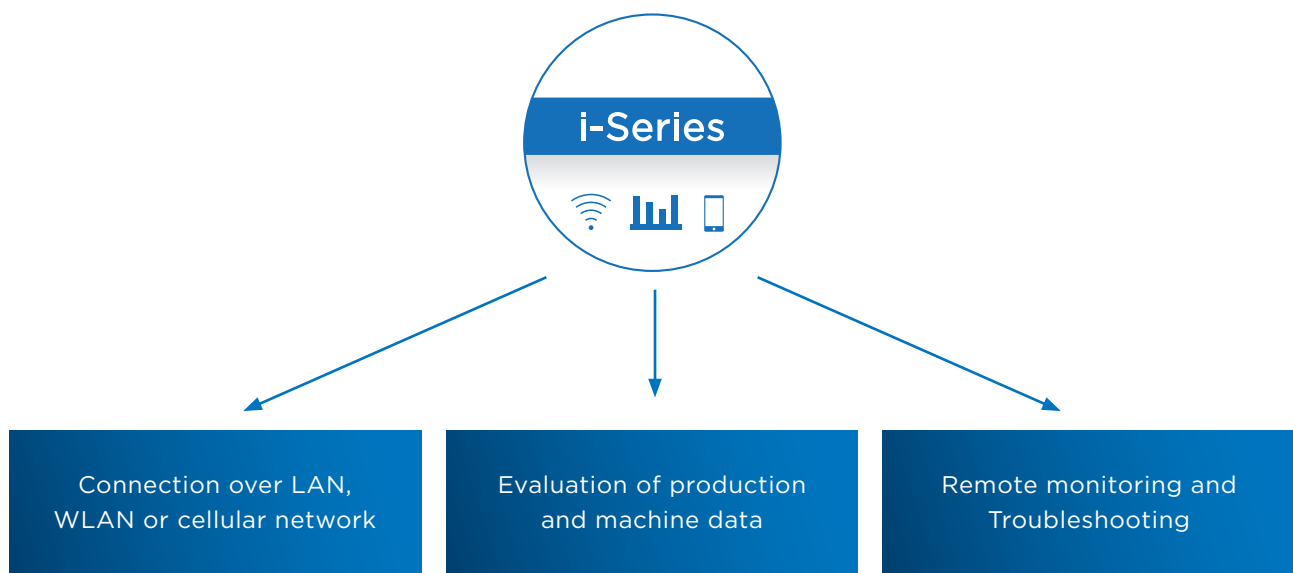 i-Series
Connection over LAN,
WLAN or cellular network
Evaluation of production
and machine data
Remote monitoring and
Troubleshooting